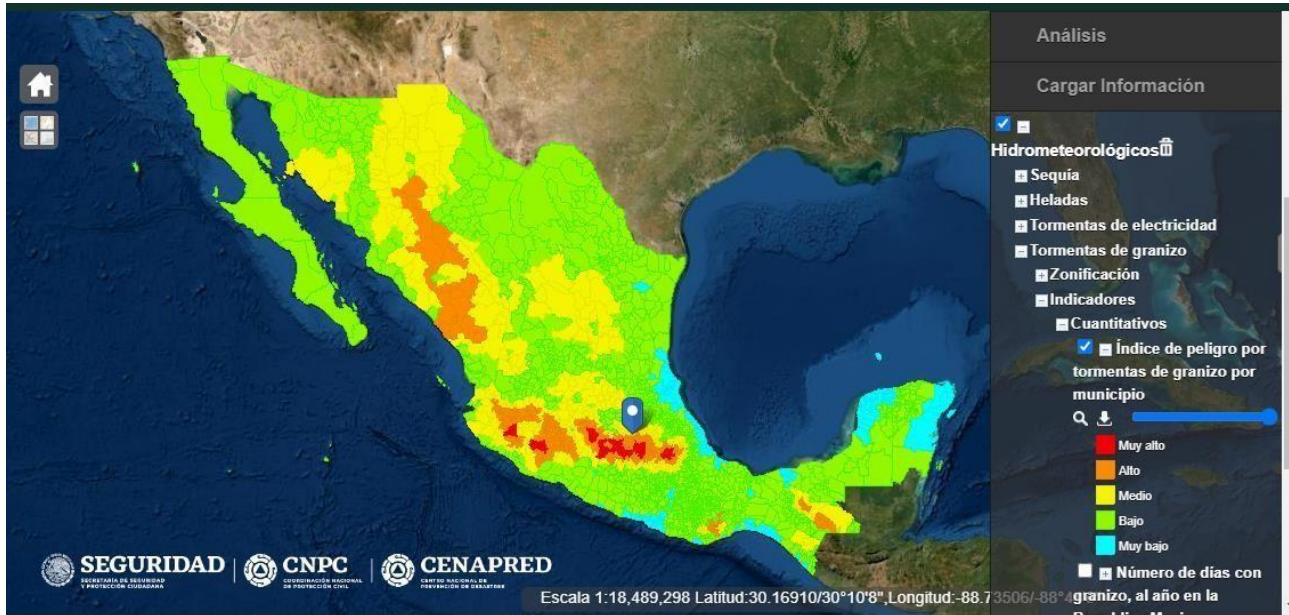 Análisis
Cargar Información
Hidrometeorológicos
Sequía
Heladas
Tormentas de electricidad
Tormentas de granizo
Zonificación
Indicadores
Cuantitativos
Índice de peligro por
tormentas de granizo por
municipio
Muy alto
Alto
Medio
Bajo
Muy bajo
Número de días con
granizo, al año en la
SEGURIDAD
SECRETARÍA DE SEGURIDAD
Y PROTECCIÓN CIUDADANA
CNPC
COORDINACIÓN NACIONAL
DE PROTECCIÓN CIVIL
CENAPRED
CENTRO NACIONAL DE
PREVENCIÓN DE DESASTRES
Escala 1:18,489,298 Latitud:30.16910/30°10'8",Longitud:-88.73506/-88°4